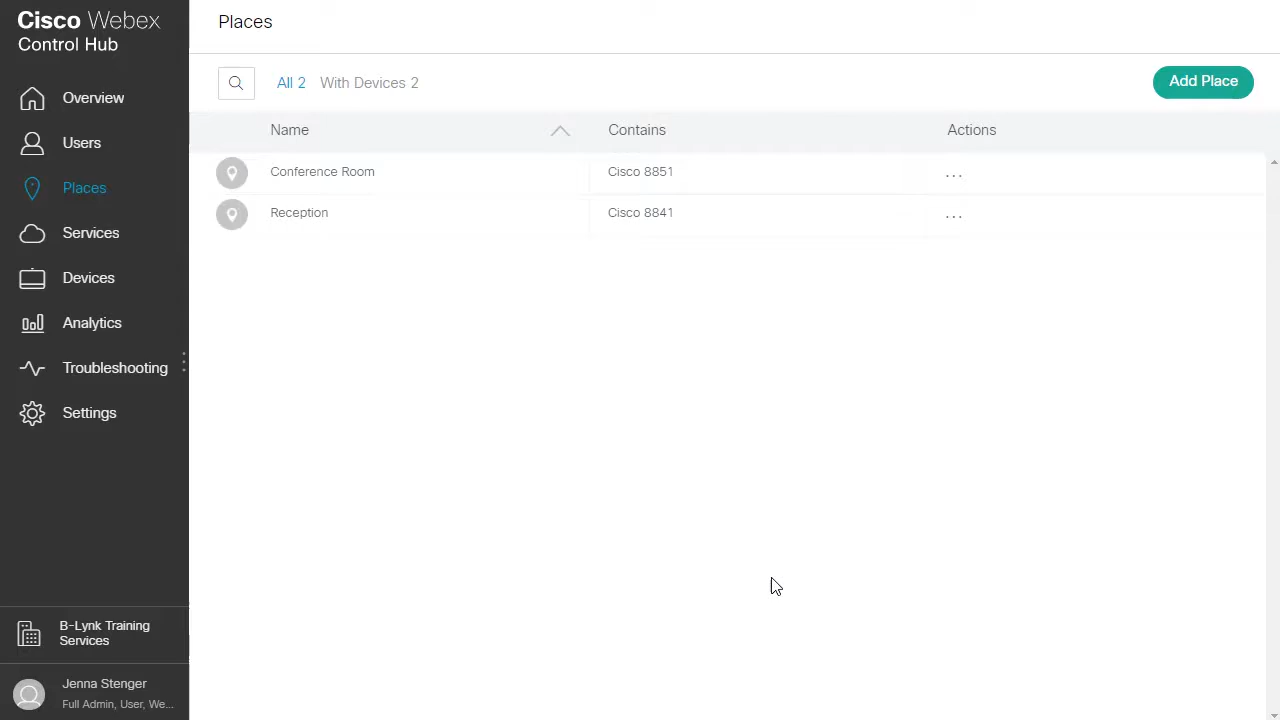 Cisco Webex
Control Hub
Overview
Users
Places
Services
Devices
Analytics
Troubleshooting
Settings
B-Lynk Training
Services
Jenna Stenger
Full Admin, User, We...
Places
All 2
With Devices 2
Add Place
Name
Contains
Actions
Conference Room
Cisco 8851
...
Reception
Cisco 8841
...